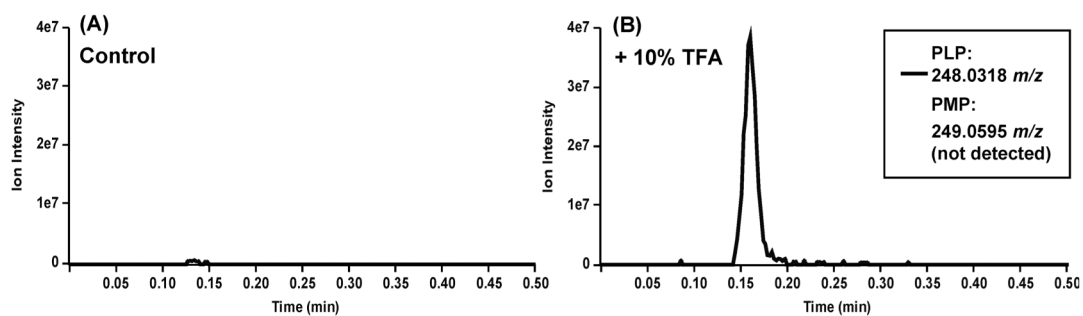 (A)
Control
4e7
3e7
2e7
1e7
0
Ion Intensity
0.05 0.10 0.15 0.20 0.25 0.30 0.35 0.40 0.45 0.50
Time (min)
(B)
+ 10% TFA
4e7
3e7
2e7
1e7
0
Ion Intensity
0.05 0.10 0.15 0.20 0.25 0.30 0.35 0.40 0.45 0.50
Time (min)
PLP:
248.0318 m/z
PMP:
249.0595 m/z
(not detected)